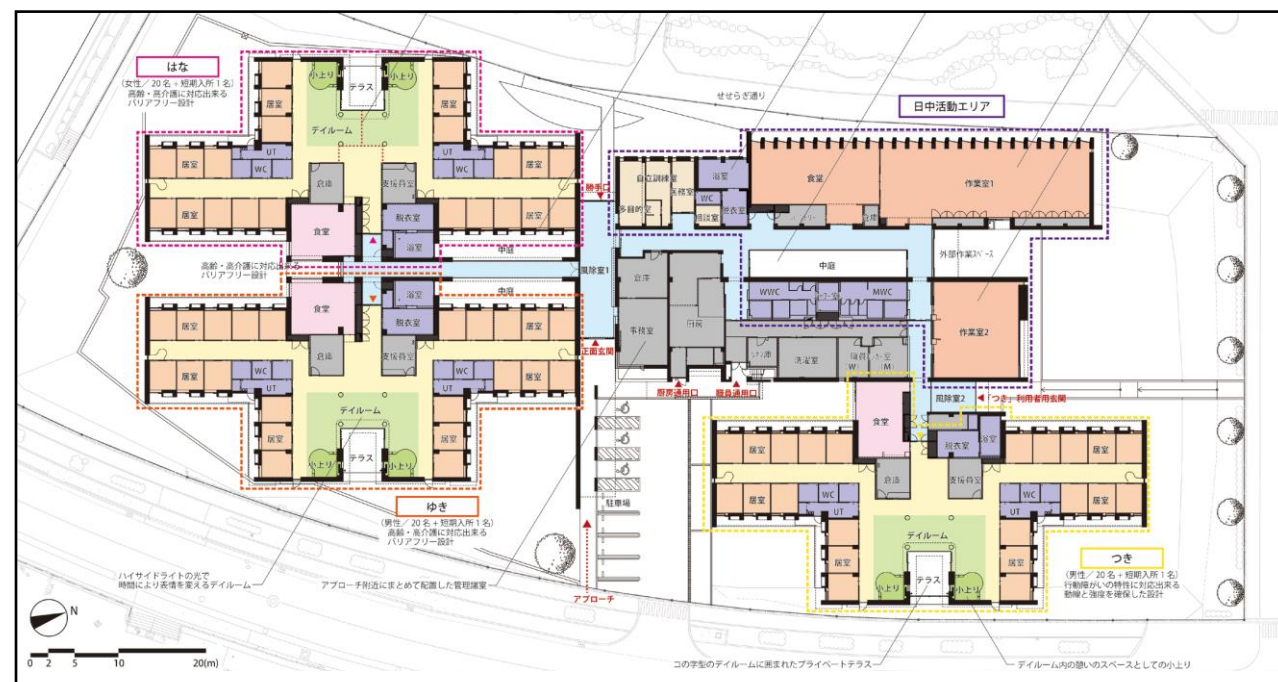 はな
(女性/20名+短期入所1名)
高齢・高介護に対応出来る
バリアフリー設計
小上り
テラス
小上り
居室
居室
デイルーム
居室
UT
WC
UT
WC
居室
倉庫
支援員室
居室
居室
脱衣室
食堂
浴室
中庭
高齢・高介護に対応出来る
バリアフリー設計
勝手口
風除室1
正面玄関
せせらぎ通り
日中活動エリア
自立訓練室
多目的室
医務室
浴室
WC
相談室
脱衣室
食堂
作業室1
倉庫
中庭
外部作業スペース
倉庫
事務室
厨房
WWC
MWC
洗濯室
作業室2
厨房通用口
職員通用口
風除室2
「つき」利用者用玄関
食堂
浴室
中庭
脱衣室
居室
居室
倉庫
支援員室
居室
WC
UT
WC
UT
居室
デイルーム
居室
居室
小上り
テラス
小上り
ゆき
(男性/20名+短期入所1名)
高齢・高介護に対応出来る
バリアフリー設計
駐車場
アプローチ
食堂
脱衣室
浴室
居室
居室
倉庫
支援員室
居室
WC
UT
WC
UT
居室
デイルーム
居室
居室
小上り
テラス
小上り
つき
(男性/20名+短期入所1名)
行動障がいの特性に対応出来る
動線と強度を確保した設計
ハイサイドライトの光で
時間により表情を変えるデイルーム
アプローチ附近にまとめて配置した管理諸室
コの字型のデイルームに囲まれたプライベートテラス
デイルーム内の憩いのスペースとしての小上り
N
0 2 5 10 20(m)